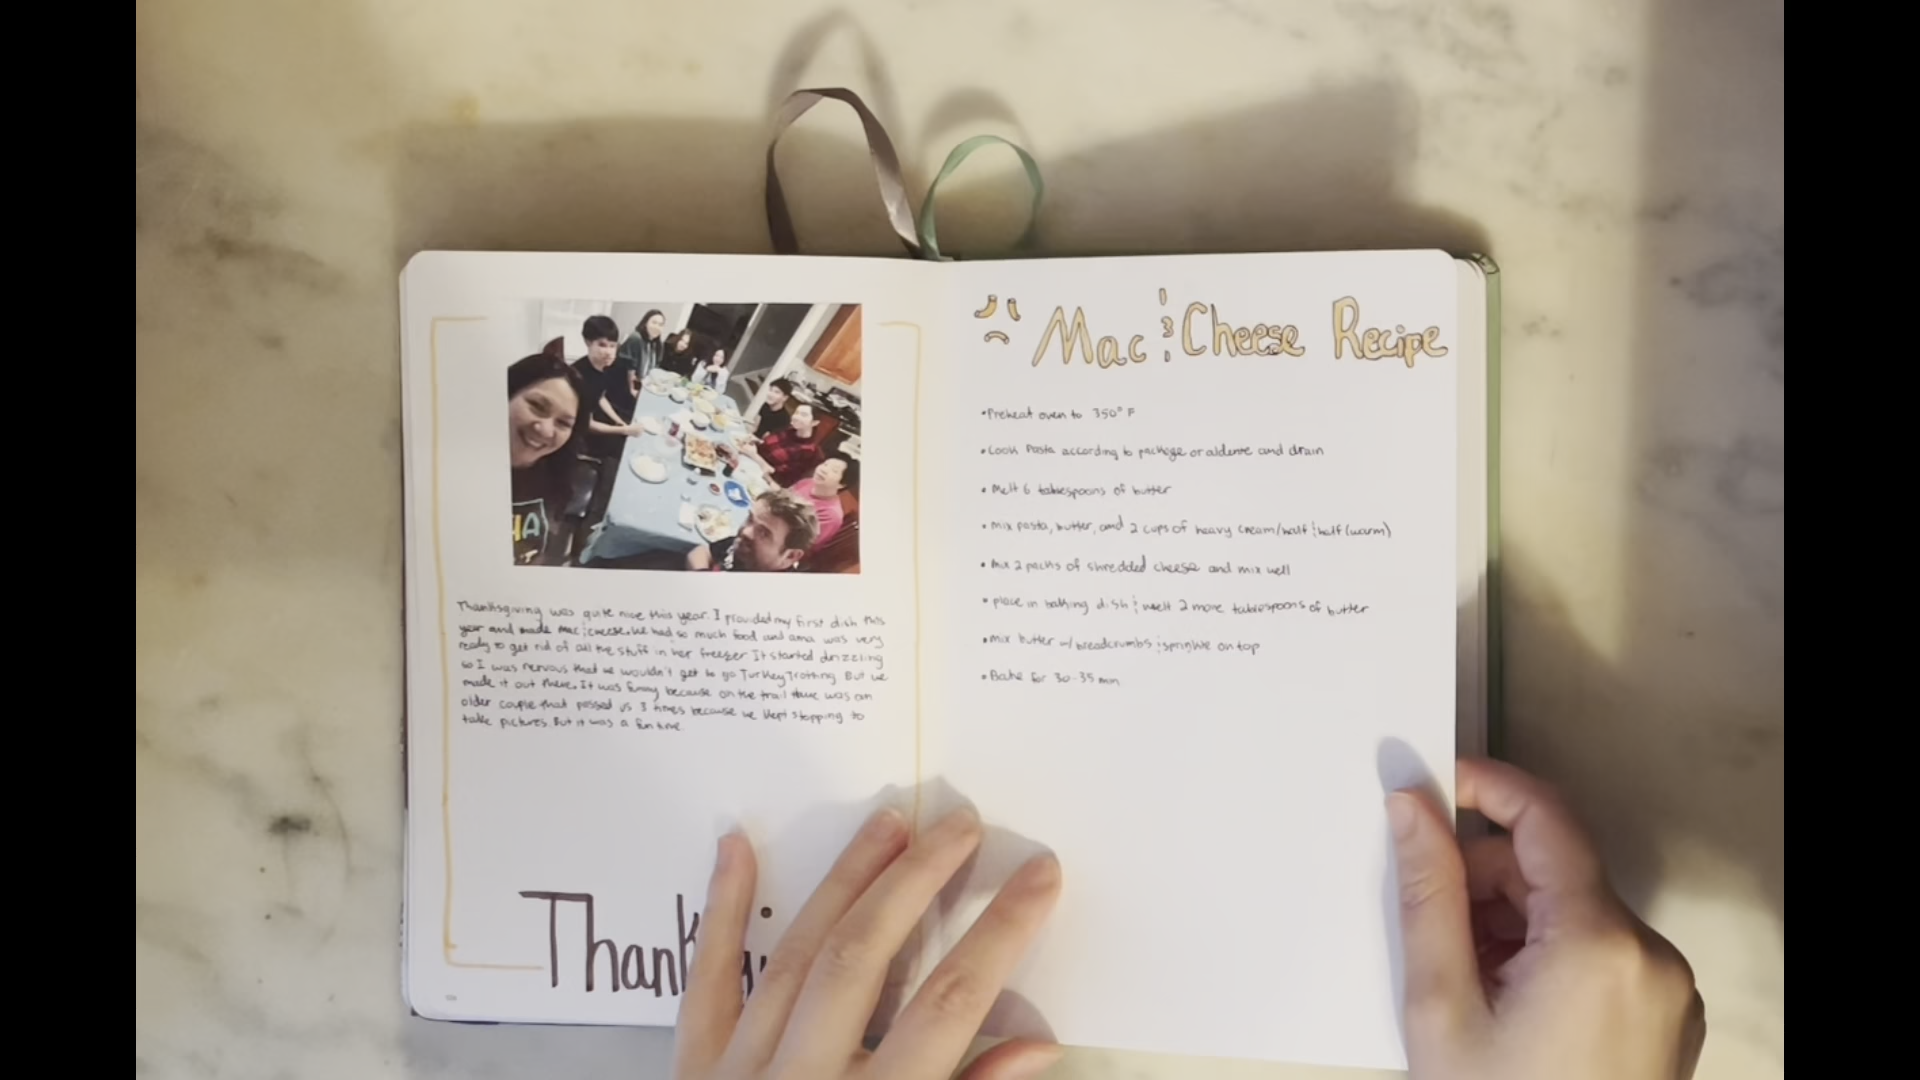 HA
Thanksgiving was quite nice this year. I provided my first dish this
year and made mac & cheese. We had so much food and ama was very
ready to get rid of all the stuff in her freezer It started drizzling
so I was nervous that we wouldn't get to go Turkey Trotting But we
made it out there. It was funny because on the trail there was an
older couple that passed us 3 times because we kept stopping to
take pictures. But it was a fun time.
Thanksgi
Mac & Cheese Recipe
•Preheat oven to 350° F
•Cook Pasta according to package or aldente and drain
•Melt 6 tablespoons of butter
•mix pasta, butter, and 2 cups of heavy cream/half & half (warm)
•mix 2 packs of shredded cheese and mix well
•place in baking dish & melt 2 more tablespoons of butter
•mix butter w/ breadcrumbs & sprinkle on top
•Bake for 30-35 min